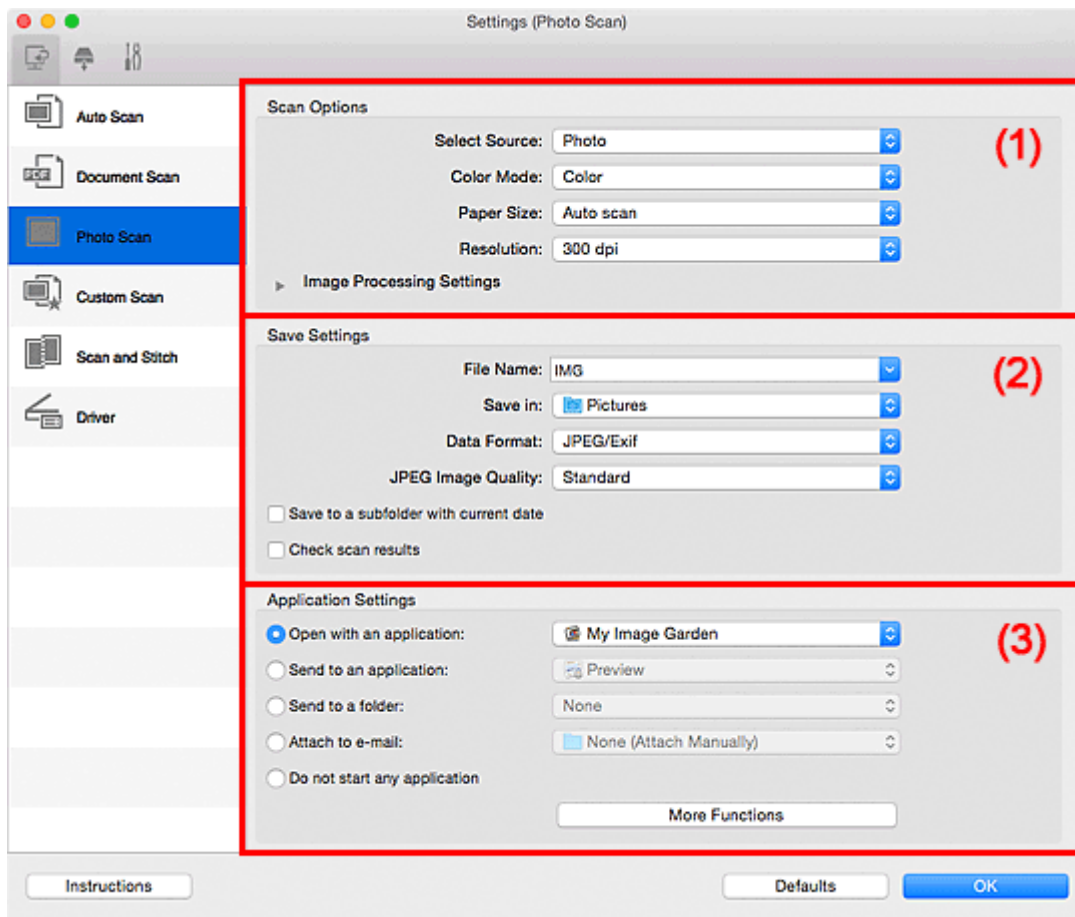 Settings (Photo Scan)
Auto Scan
PDF
Document Scan
Photo Scan
Custom Scan
Scan and Stitch
Driver
Scan Options
(1)
Select Source: Photo
Color Mode: Color
Paper Size: Auto scan
Resolution: 300 dpi
Image Processing Settings
Save Settings
(2)
File Name: IMG
Save in: Pictures
Data Format: JPEG/Exif
JPEG Image Quality: Standard
Save to a subfolder with current date
Check scan results
Application Settings
(3)
Open with an application: My Image Garden
Send to an application: Preview
Send to a folder: None
Attach to e-mail: None (Attach Manually)
Do not start any application
More Functions
Instructions
Defaults
OK